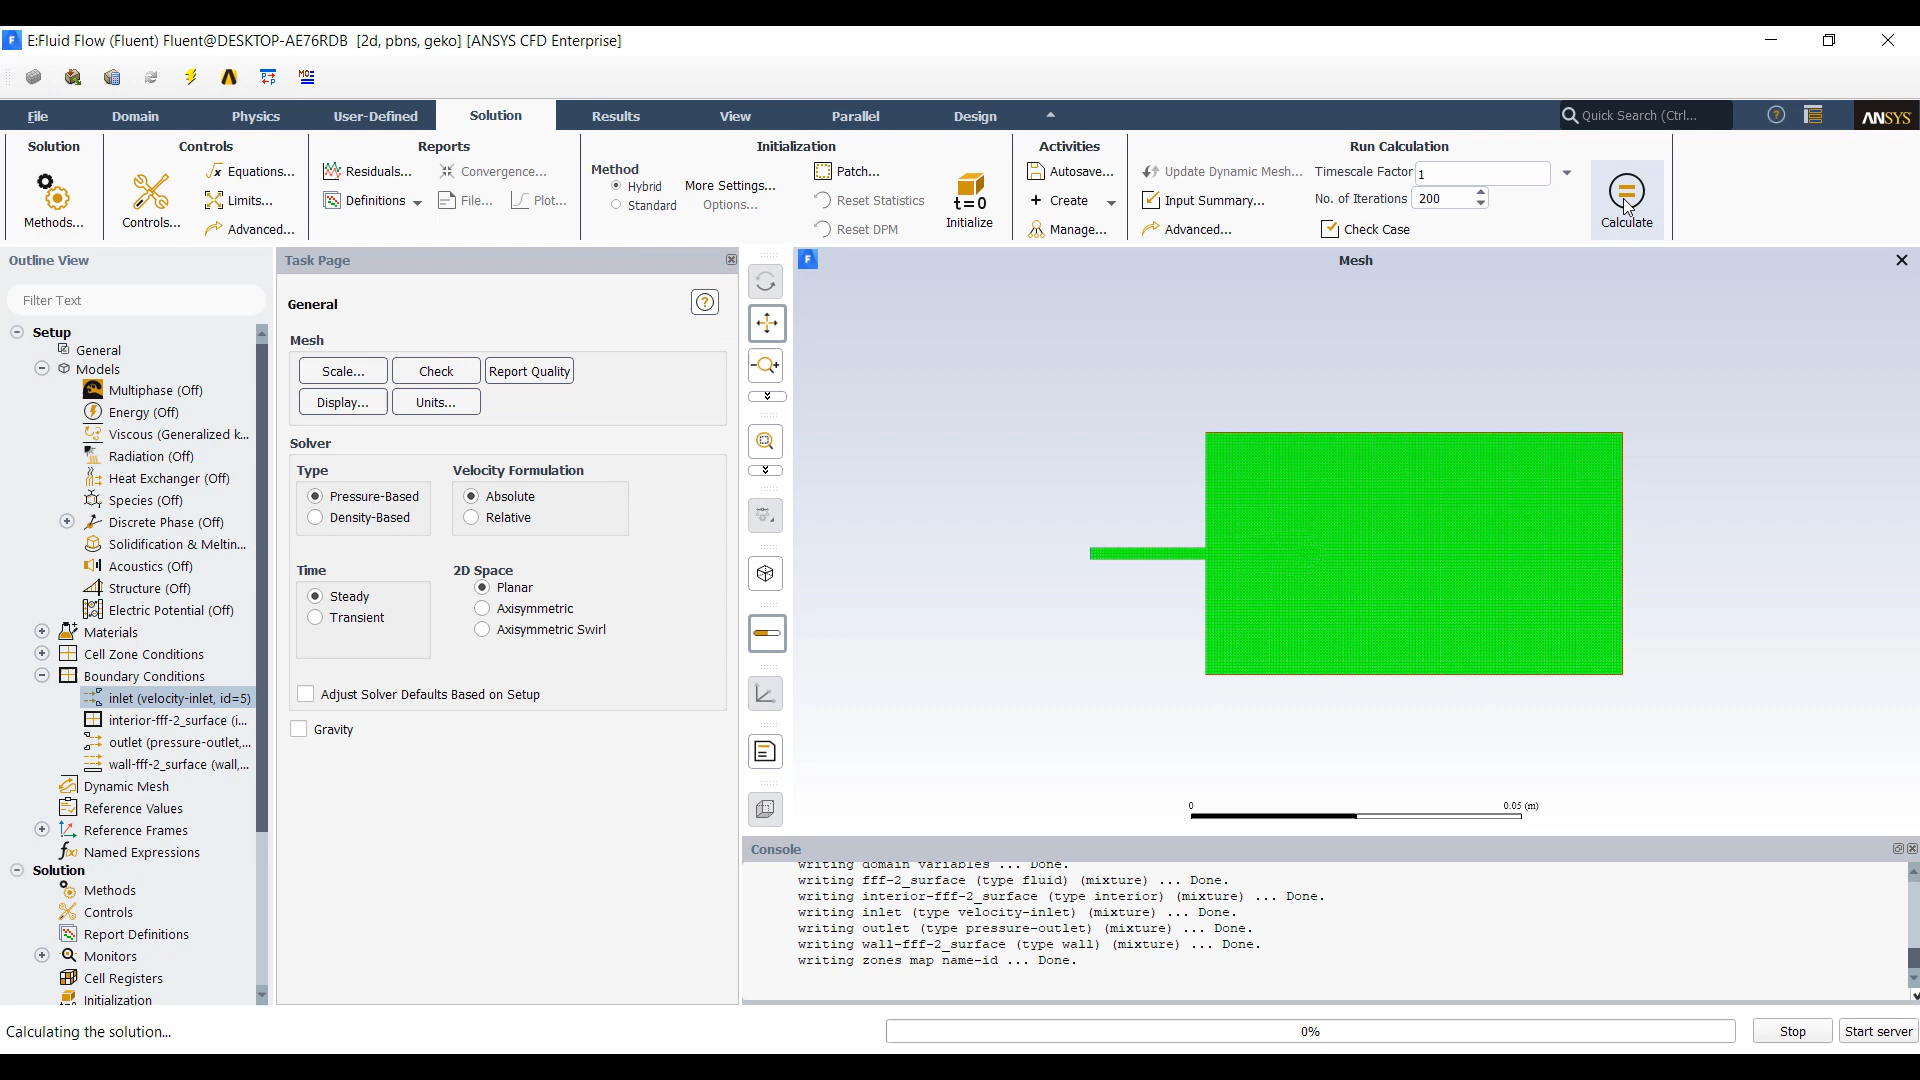 E:Fluid Flow (Fluent) Fluent@DESKTOP-AE76RDB [2d, pbns, geko] [ANSYS CFD Enterprise]
File Domain Physics User-Defined Solution Results View Parallel Design Quick Search (Ctrl... ANSYS
Solution Controls Reports Initialization Activities Run Calculation
Methods...
Controls...
Equations...
Limits...
Advanced...
Residuals... Convergence...
Definitions File... Plot...
Method
Hybrid
Standard
More Settings...
Options...
Patch...
Reset Statistics
Reset DPM
t=0
Initialize
Autosave...
Create
Manage...
Update Dynamic Mesh...
Input Summary...
Advanced...
Timescale Factor 1
No. of Iterations 200
Check Case
Calculate
Outline View
Filter Text
Setup
General
Models
Multiphase (Off)
Energy (Off)
Viscous (Generalized k...
Radiation (Off)
Heat Exchanger (Off)
Species (Off)
Discrete Phase (Off)
Solidification & Meltin...
Acoustics (Off)
Structure (Off)
Electric Potential (Off)
Materials
Cell Zone Conditions
Boundary Conditions
inlet (velocity-inlet, id=5)
interior-fff-2_surface (i...
outlet (pressure-outlet,...
wall-fff-2_surface (wall,...
Dynamic Mesh
Reference Values
Reference Frames
Named Expressions
Solution
Methods
Controls
Report Definitions
Monitors
Cell Registers
Initialization
Task Page
General
Mesh
Scale... Check Report Quality
Display... Units...
Solver
Type Velocity Formulation
Pressure-Based Absolute
Density-Based Relative
Time 2D Space
Steady
Transient
Planar
Axisymmetric
Axisymmetric Swirl
Adjust Solver Defaults Based on Setup
Gravity
Mesh
0 0.05 (m)
Console
writing domain variables ... Done.
writing fff-2_surface (type fluid) (mixture) ... Done.
writing interior-fff-2_surface (type interior) (mixture) ... Done.
writing inlet (type velocity-inlet) (mixture) ... Done.
writing outlet (type pressure-outlet) (mixture) ... Done.
writing wall-fff-2_surface (type wall) (mixture) ... Done.
writing zones map name-id ... Done.
Calculating the solution... 0% Stop Start server